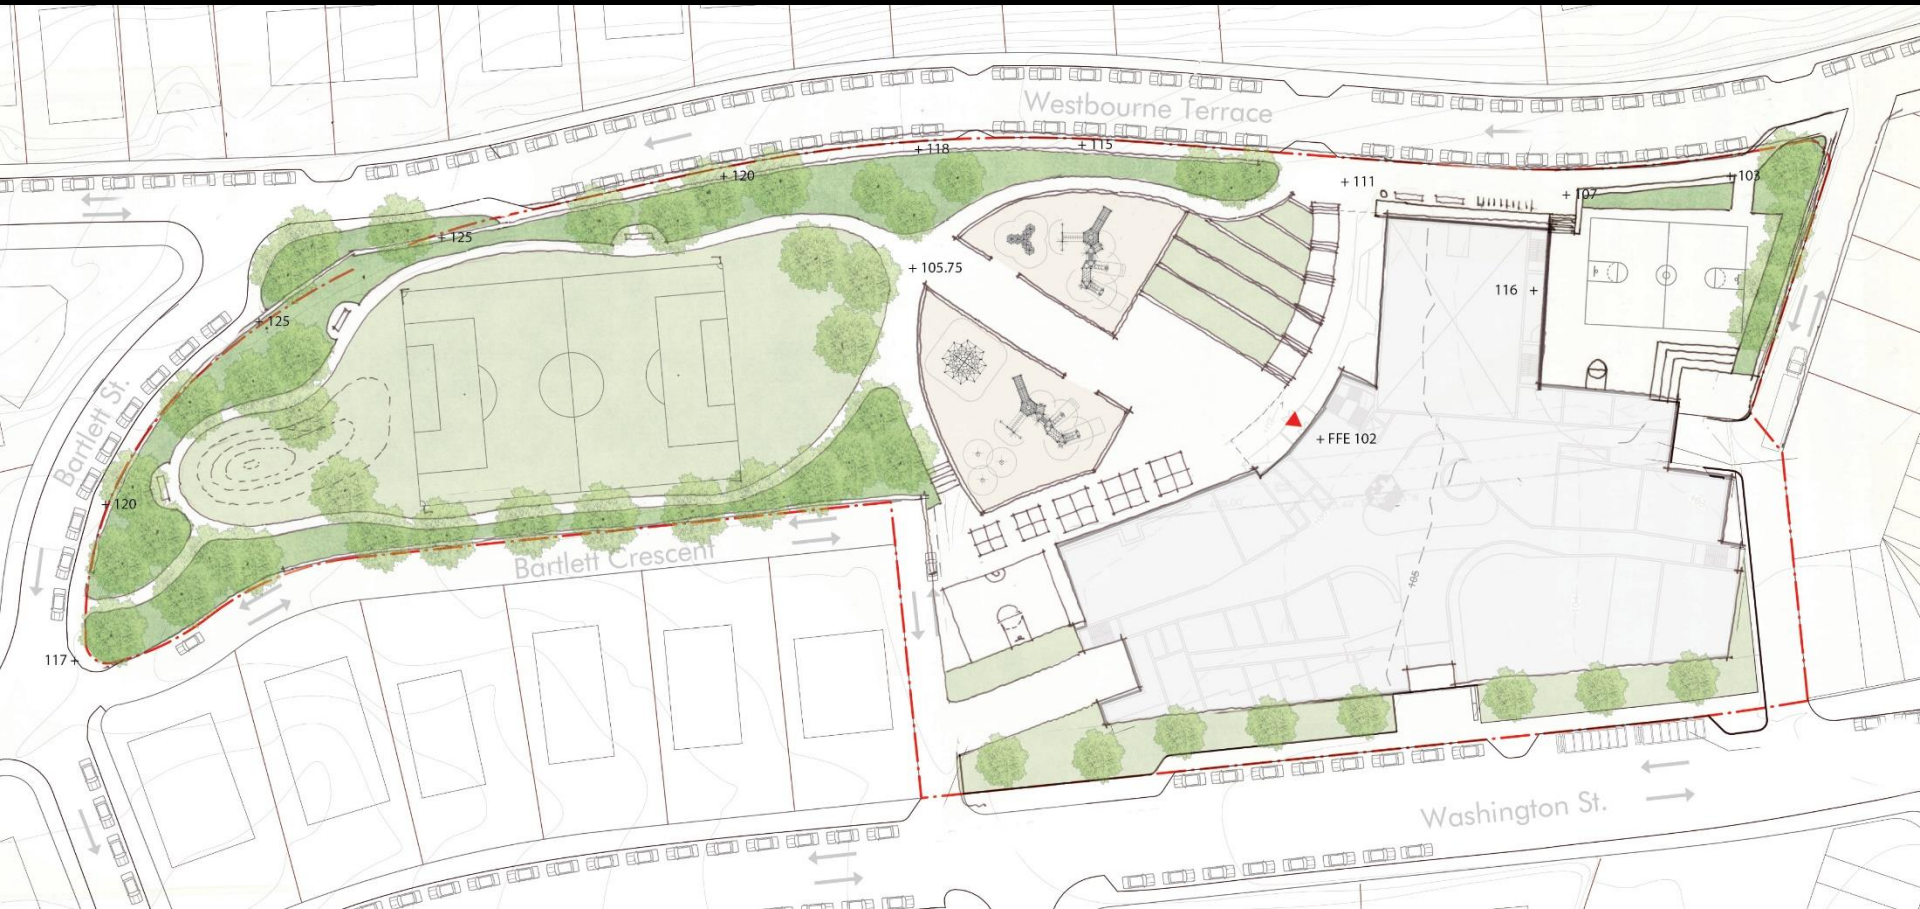 Westbourne Terrace
+ 118
+ 115
+ 120
+ 111
+ 107
+ 103
+ 125
+ 105.75
116 +
+ 125
Bartlett St.
+ FFE 102
+ 120
Bartlett Crescent
105
117 +
Washington St.